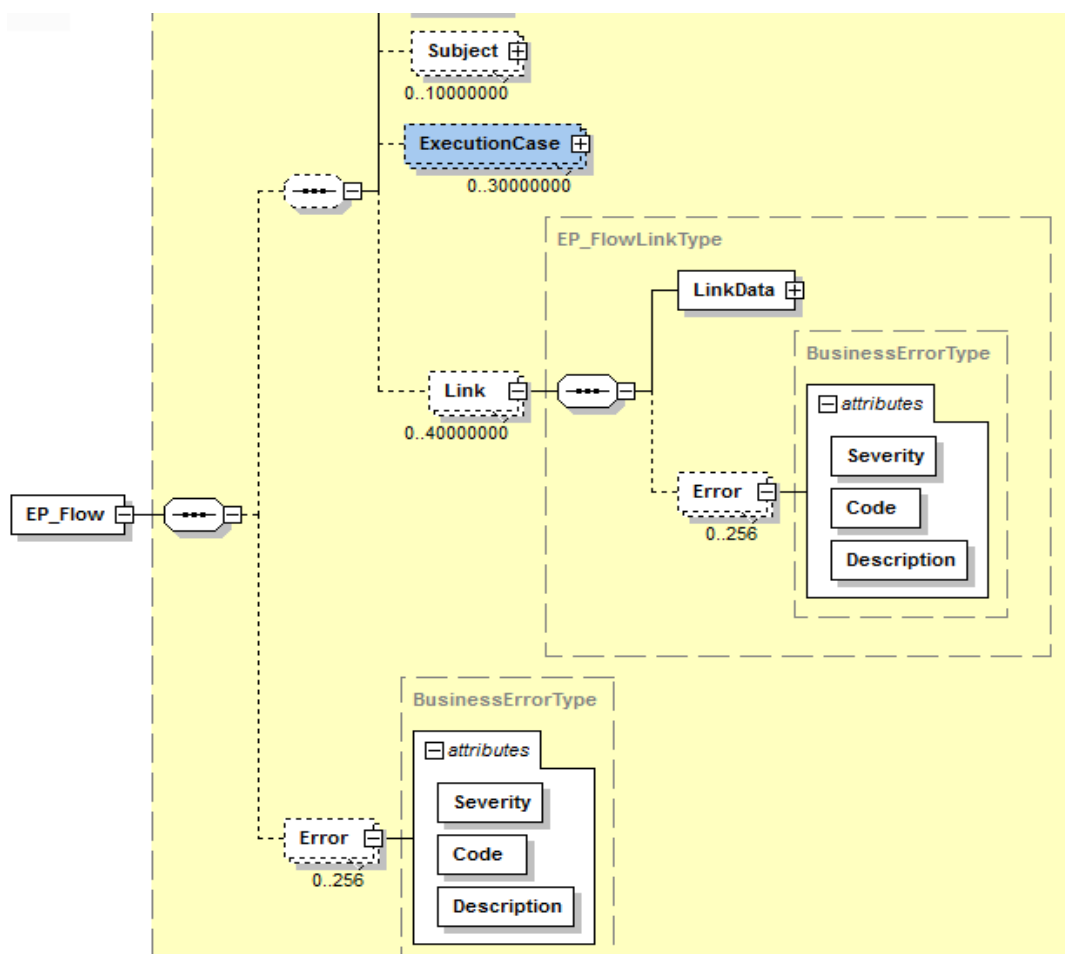 Subject
0..10000000
ExecutionCase
0..30000000
EP_FlowLinkType
LinkData
BusinessErrorType
attributes
Link
0..40000000
Severity
Code
Error
0..256
Description
EP_Flow
BusinessErrorType
attributes
Severity
Code
Error
0..256
Description